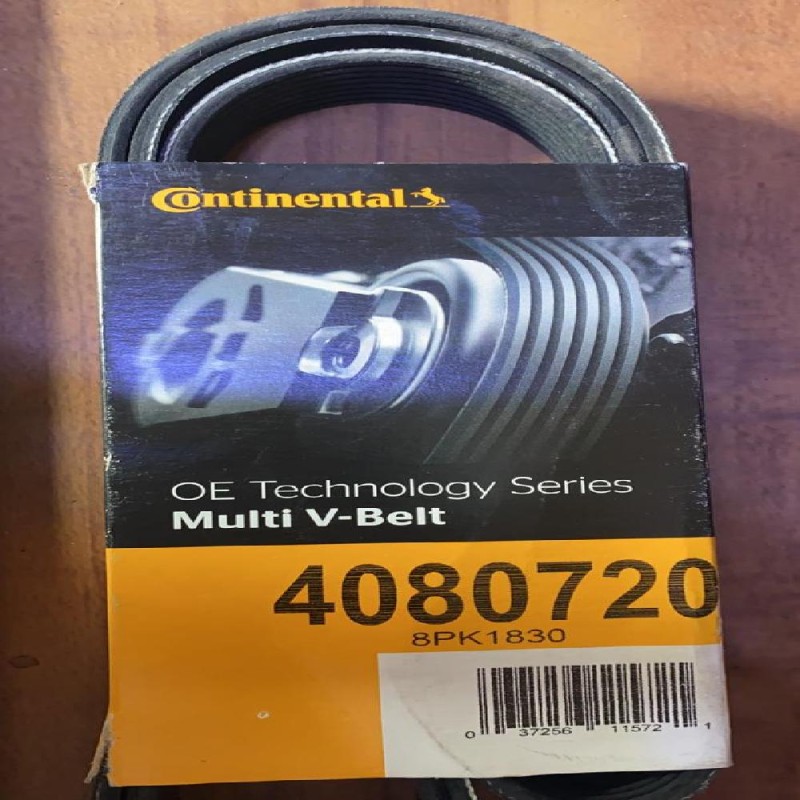 Continental
OE Technology Series
Multi V-Belt
4080720
8PK1830
0 37256 11572 1